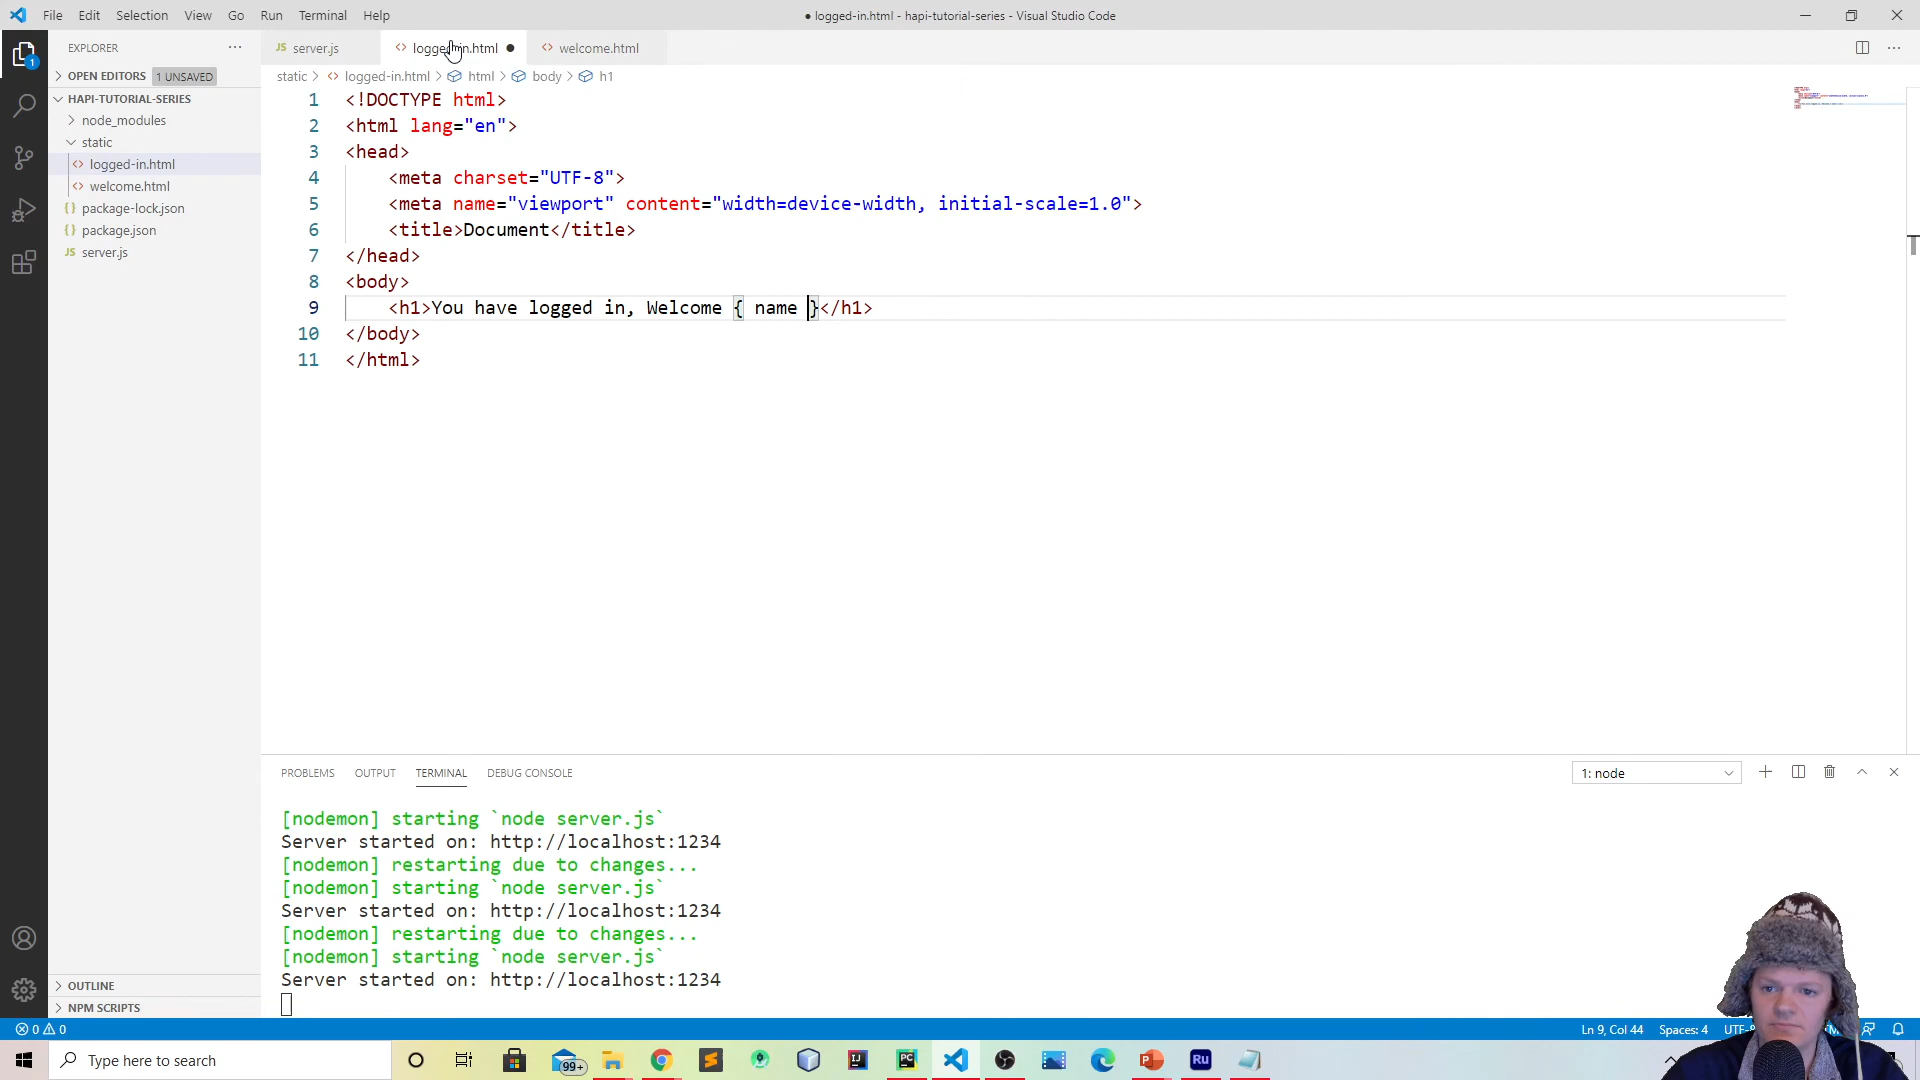 File Edit Selection View Go Run Terminal Help
● logged-in.html - hapi-tutorial-series - Visual Studio Code
EXPLORER
server.js
logged-in.html
welcome.html
OPEN EDITORS 1 UNSAVED
static > logged-in.html > html > body > h1
HAPI-TUTORIAL-SERIES
node_modules
static
logged-in.html
welcome.html
package-lock.json
package.json
server.js
1 <!DOCTYPE html>
2 <html lang="en">
3 <head>
4 <meta charset="UTF-8">
5 <meta name="viewport" content="width=device-width, initial-scale=1.0">
6 <title>Document</title>
7 </head>
8 <body>
9 <h1>You have logged in, Welcome { name }</h1>
10 </body>
11 </html>
PROBLEMS OUTPUT TERMINAL DEBUG CONSOLE
1: node
[nodemon] starting `node server.js`
Server started on: http://localhost:1234
[nodemon] restarting due to changes...
[nodemon] starting `node server.js`
Server started on: http://localhost:1234
[nodemon] restarting due to changes...
[nodemon] starting `node server.js`
Server started on: http://localhost:1234
OUTLINE
NPM SCRIPTS
1
0 0
Ln 9, Col 44 Spaces: 4
Type here to search
99+
IJ
PC
Ru